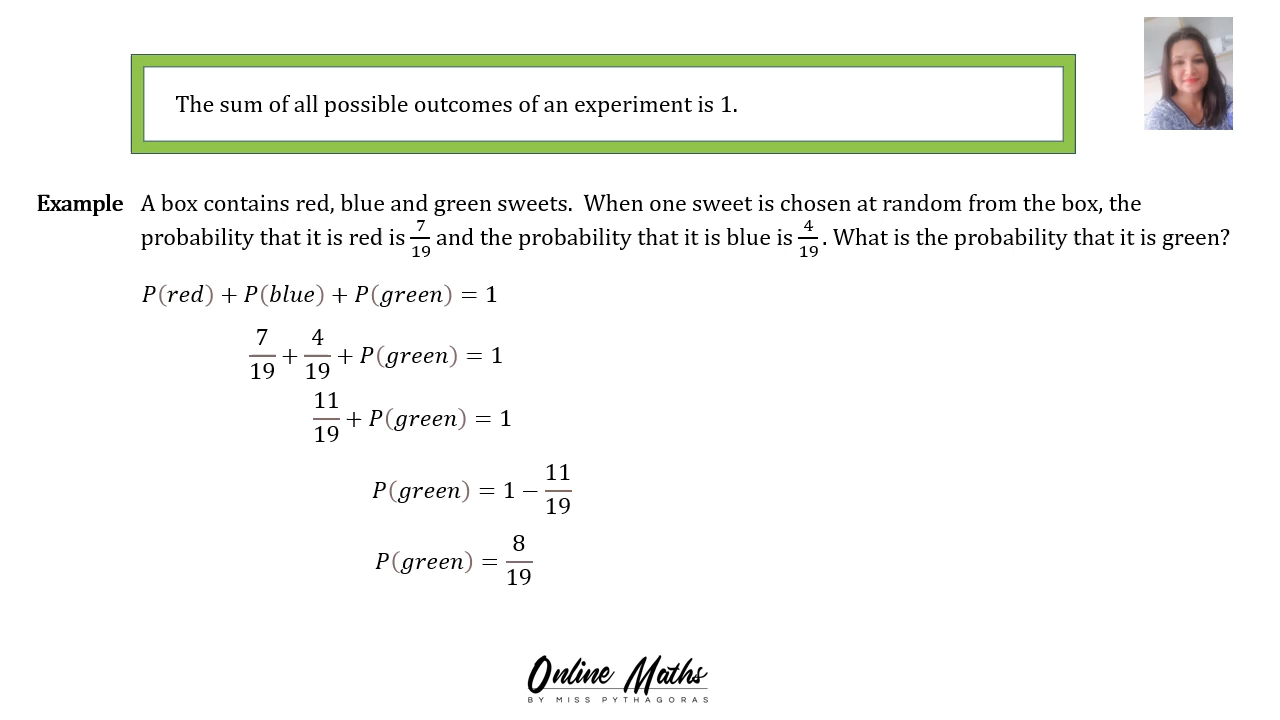 The sum of all possible outcomes of an experiment is 1.
Example A box contains red, blue and green sweets. When one sweet is chosen at random from the box, the
probability that it is red is 7/19 and the probability that it is blue is 4/19. What is the probability that it is green?
P(red) + P(blue) + P(green) = 1
7/19 + 4/19 + P(green) = 1
11/19 + P(green) = 1
P(green) = 1 − 11/19
P(green) = 8/19
Online Maths
BY MISS PYTHAGORAS